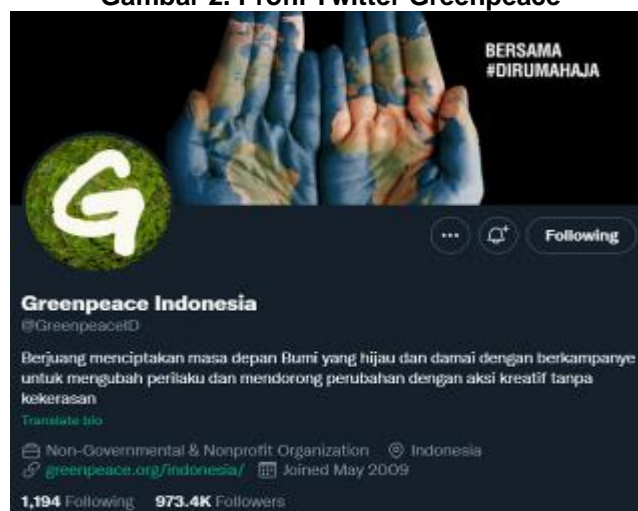 Gambar 2. Profil Twitter Greenpeace
BERSAMA
#DIRUMAHAJA
G
Following
Greenpeace Indonesia
@GreenpeaceID
Berjuang menciptakan masa depan Bumi yang hijau dan damai dengan berkampanye
untuk mengubah perilaku dan mendorong perubahan dengan aksi kreatif tanpa
kekerasan
Translate bio
Non-Governmental & Nonprofit Organization Indonesia
greenpeace.org/indonesia/ Joined May 2009
1,194 Following 973.4K Followers